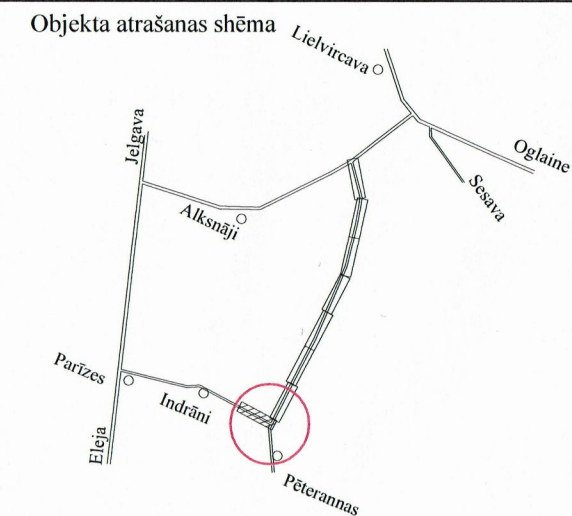 Objekta atrašanas shēma
Lielvircava
Jelgava
Oglaine
Sesava
Alksnāji
Parīzes
Indrāni
Eleja
Pēterannas